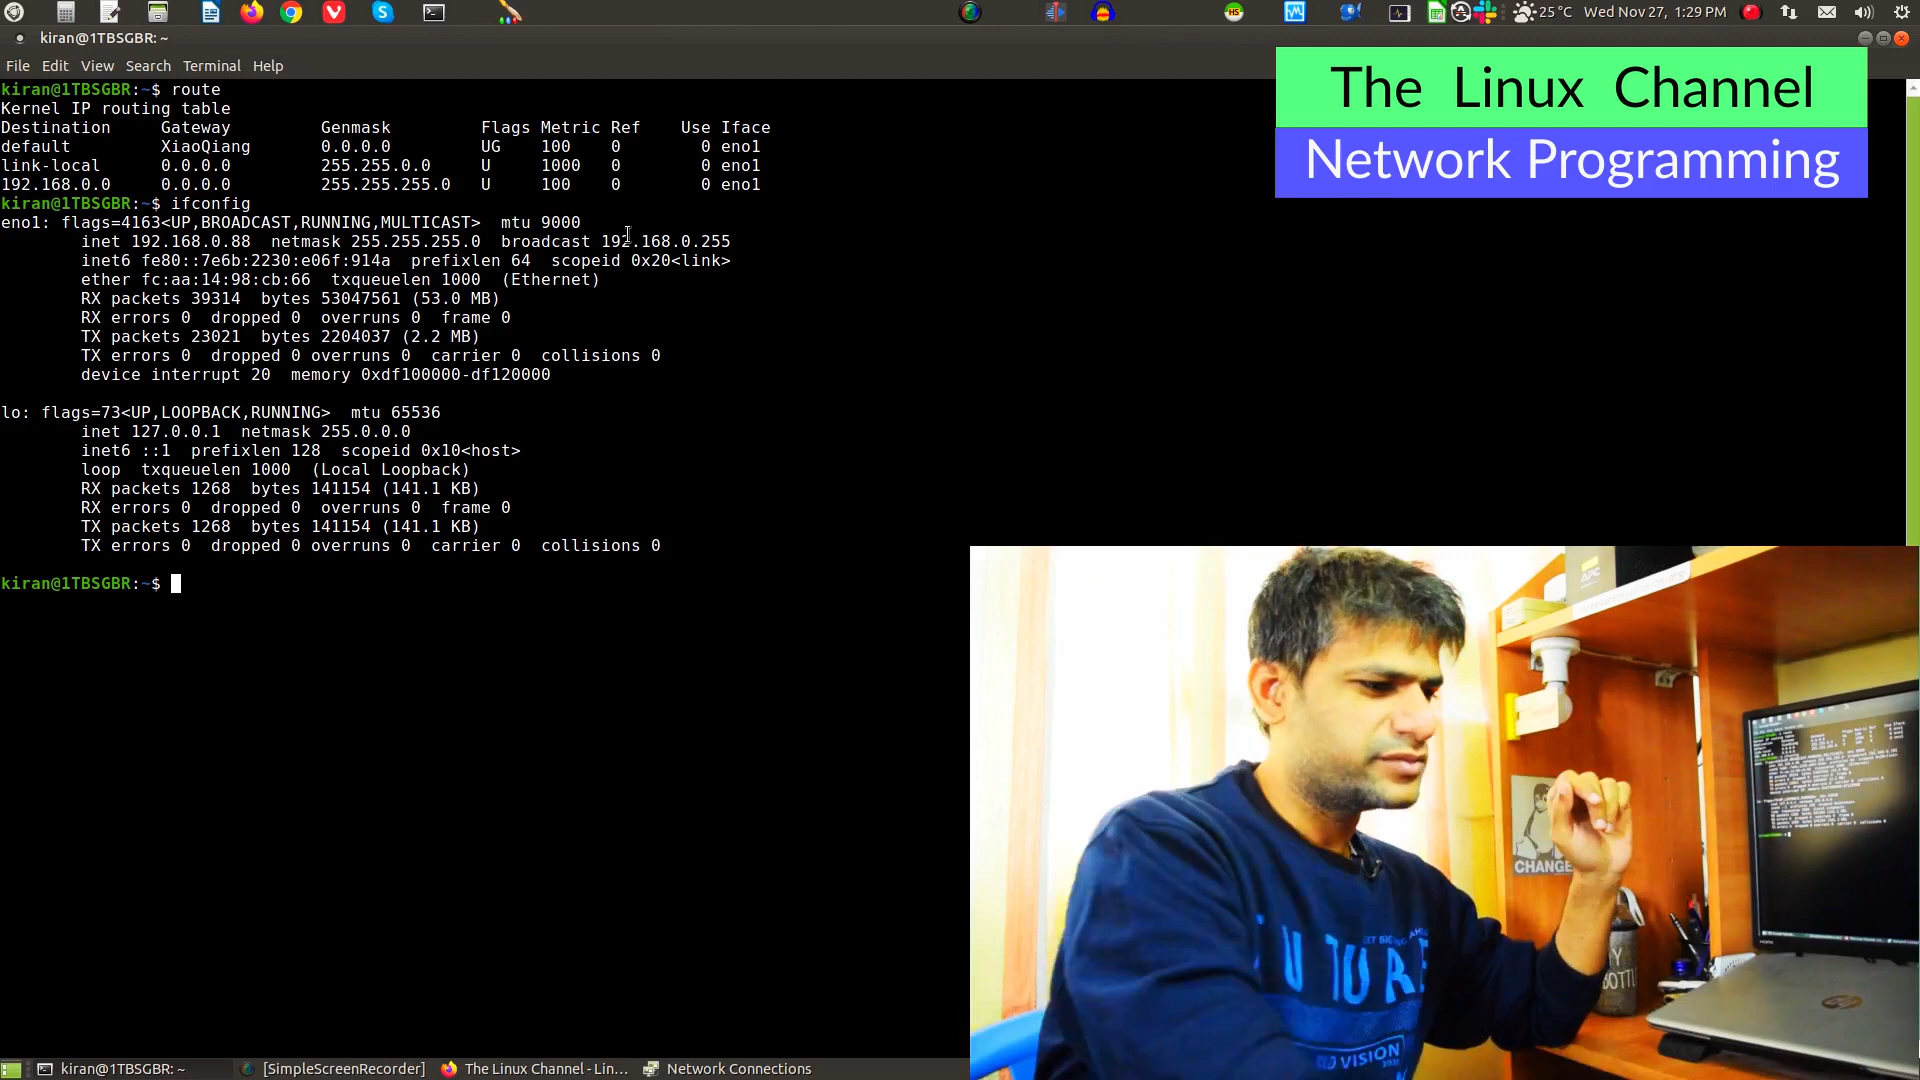 25 °C Wed Nov 27, 1:29 PM
kiran@1TBSGBR: ~
File Edit View Search Terminal Help
The Linux Channel
Network Programming
kiran@1TBSGBR:~$ route
Kernel IP routing table
Destination Gateway Genmask Flags Metric Ref Use Iface
default XiaoQiang 0.0.0.0 UG 100 0 0 eno1
link-local 0.0.0.0 255.255.0.0 U 1000 0 0 eno1
192.168.0.0 0.0.0.0 255.255.255.0 U 100 0 0 eno1
kiran@1TBSGBR:~$ ifconfig
eno1: flags=4163<UP,BROADCAST,RUNNING,MULTICAST> mtu 9000
inet 192.168.0.88 netmask 255.255.255.0 broadcast 192.168.0.255
inet6 fe80::7e6b:2230:e06f:914a prefixlen 64 scopeid 0x20<link>
ether fc:aa:14:98:cb:66 txqueuelen 1000 (Ethernet)
RX packets 39314 bytes 53047561 (53.0 MB)
RX errors 0 dropped 0 overruns 0 frame 0
TX packets 23021 bytes 2204037 (2.2 MB)
TX errors 0 dropped 0 overruns 0 carrier 0 collisions 0
device interrupt 20 memory 0xdf100000-df120000
lo: flags=73<UP,LOOPBACK,RUNNING> mtu 65536
inet 127.0.0.1 netmask 255.0.0.0
inet6 ::1 prefixlen 128 scopeid 0x10<host>
loop txqueuelen 1000 (Local Loopback)
RX packets 1268 bytes 141154 (141.1 KB)
RX errors 0 dropped 0 overruns 0 frame 0
TX packets 1268 bytes 141154 (141.1 KB)
TX errors 0 dropped 0 overruns 0 carrier 0 collisions 0
kiran@1TBSGBR:~$
APC
CHANGE
UTURE
VISION
BOTTLE
hp
kiran@1TBSGBR: ~ [SimpleScreenRecorder] The Linux Channel - Lin... Network Connections